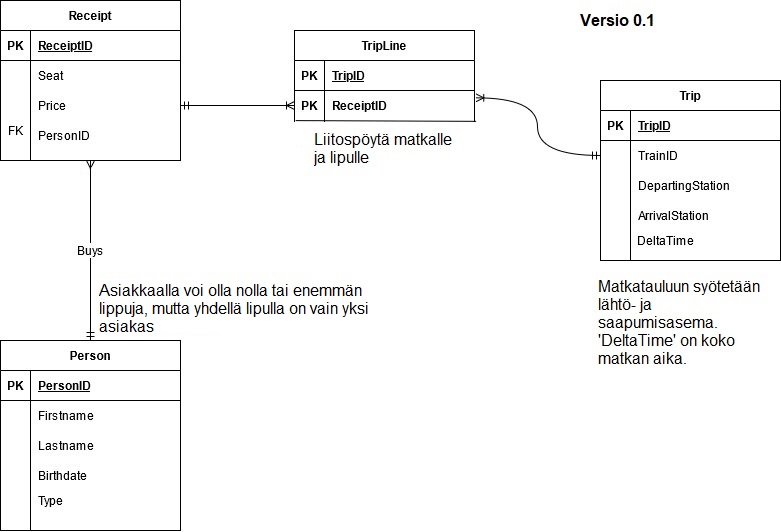 Receipt
PK ReceiptID
Seat
Price
FK PersonID
Versio 0.1
TripLine
PK TripID
PK ReceiptID
Liitospöytä matkalle
ja lipulle
Trip
PK TripID
TrainID
DepartingStation
ArrivalStation
DeltaTime
Matkatauluun syötetään
lähtö- ja
saapumisasema.
'DeltaTime' on koko
matkan aika.
Buys
Asiakkaalla voi olla nolla tai enemmän
lippuja, mutta yhdellä lipulla on vain yksi
asiakas
Person
PK PersonID
Firstname
Lastname
Birthdate
Type